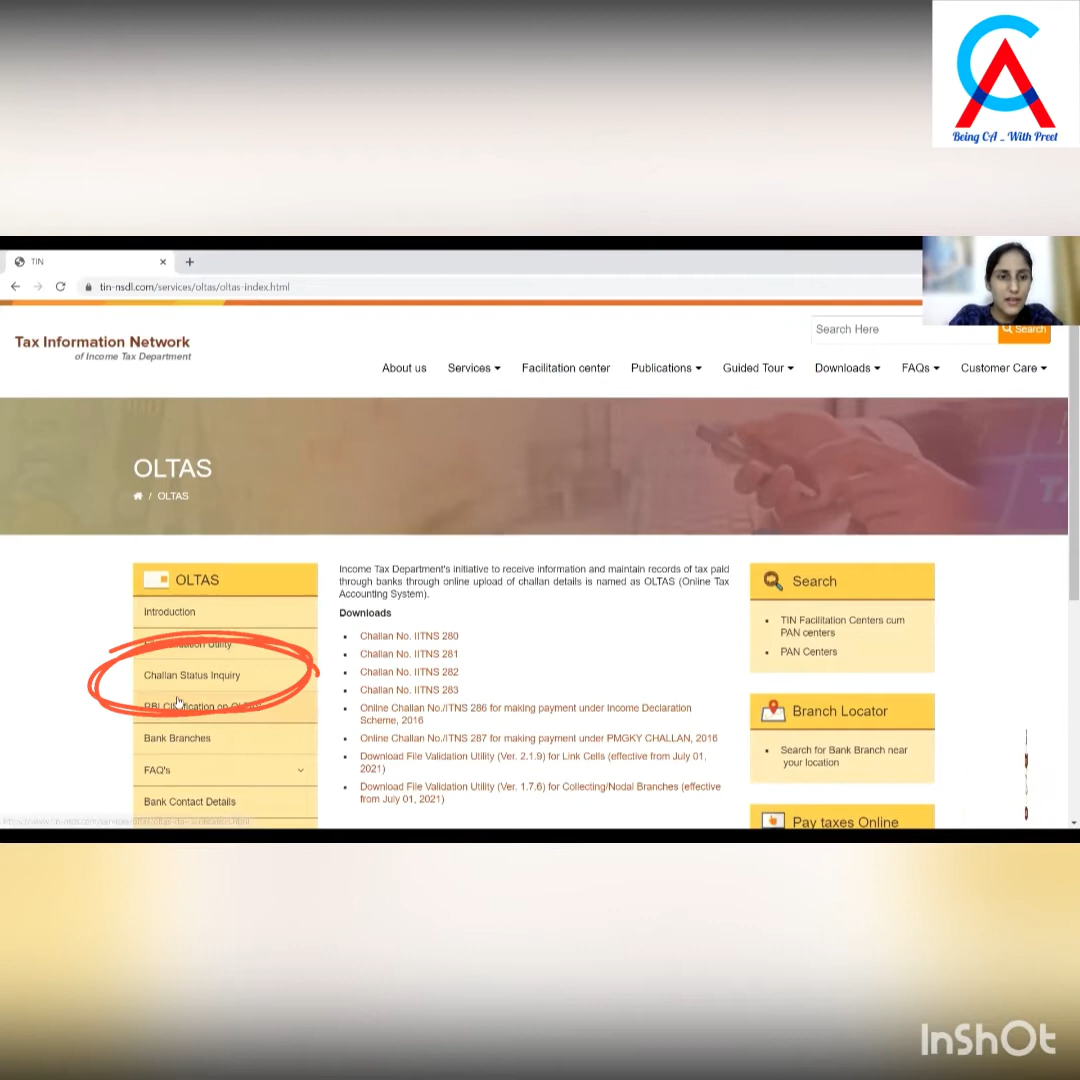 Being CA - With Preet
TIN
tin-nsdl.com/services/oltas/oltas-index.html
Tax Information Network
of Income Tax Department
Search Here
Search
About us
Services
Facilitation center
Publications
Guided Tour
Downloads
FAQs
Customer Care
OLTAS
/ OLTAS
OLTAS
Introduction
Utility
Challan Status Inquiry
RBI
on
Bank Branches
FAQ's
Bank Contact Details
Income Tax Department's initiative to receive information and maintain records of tax paid
through banks through online upload of challan details is named as OLTAS (Online Tax
Accounting System).
Downloads
Challan No. IITNS 280
Challan No. IITNS 281
Challan No. IITNS 282
Challan No. IITNS 283
Online Challan No./ITNS 286 for making payment under Income Declaration
Scheme, 2016
Online Challan No./ITNS 287 for making payment under PMGKY CHALLAN, 2016
Download File Validation Utility (Ver. 2.1.9) for Link Cells (effective from July 01,
2021)
Download File Validation Utility (Ver. 1.7.6) for Collecting/Nodal Branches (effective
from July 01, 2021)
Search
TIN Facilitation Centers cum
PAN centers
PAN Centers
Branch Locator
Search for Bank Branch near
your location
Pay taxes Online
InShOt